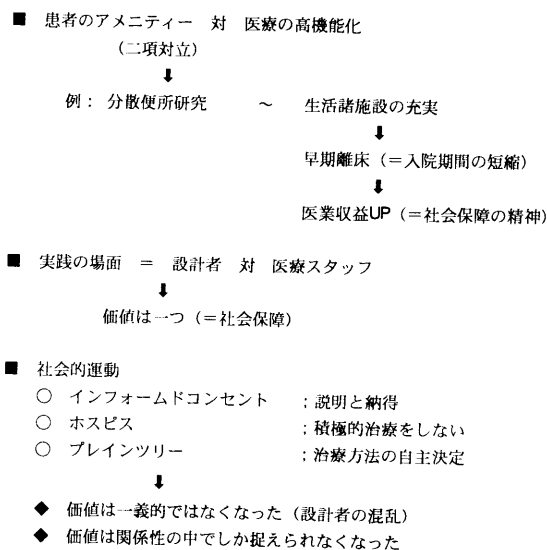 ■ 患者のアメニティー 対 医療の高機能化
(二項対立)
⬇
例： 分散便所研究 ～ 生活諸施設の充実
⬇
早期離床（＝入院期間の短縮）
⬇
医業収益UP（＝社会保障の精神）
■ 実践の場面 ＝ 設計者 対 医療スタッフ
⬇
価値は一つ（＝社会保障）
■ 社会的運動
○ インフォームドコンセント ；説明と納得
○ ホスピス ；積極的治療をしない
○ プレインツリー ；治療方法の自主決定
⬇
◆ 価値は一義的ではなくなった（設計者の混乱）
◆ 価値は関係性の中でしか捉えられなくなった